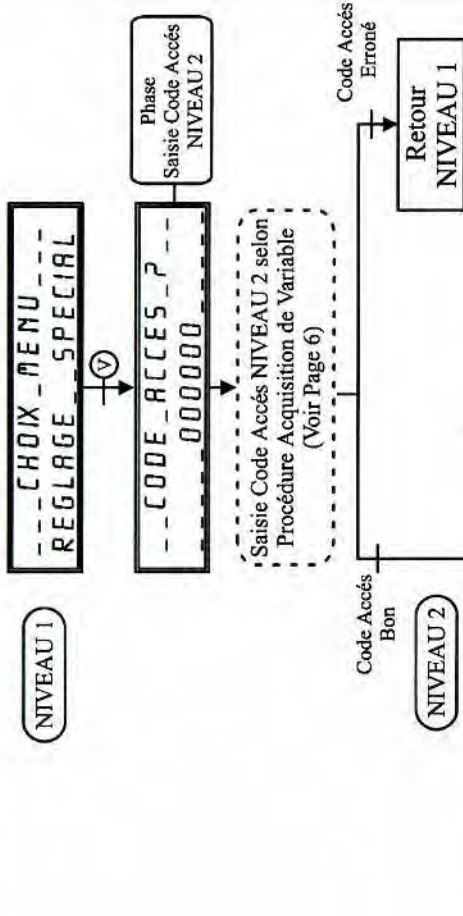 NIVEAU 1
---CHOIX_MENU---
REGLAGE__SPECIAL
V
--CODE_ACCES_?--
000000
Phase
Saisie Code Accés
NIVEAU 2
Saisie Code Accés NIVEAU 2 selon
Procédure Acquisition de Variable
(Voir Page 6)
Code Accés
Bon
Code Accés
Erroné
NIVEAU 2
Retour
NIVEAU 1